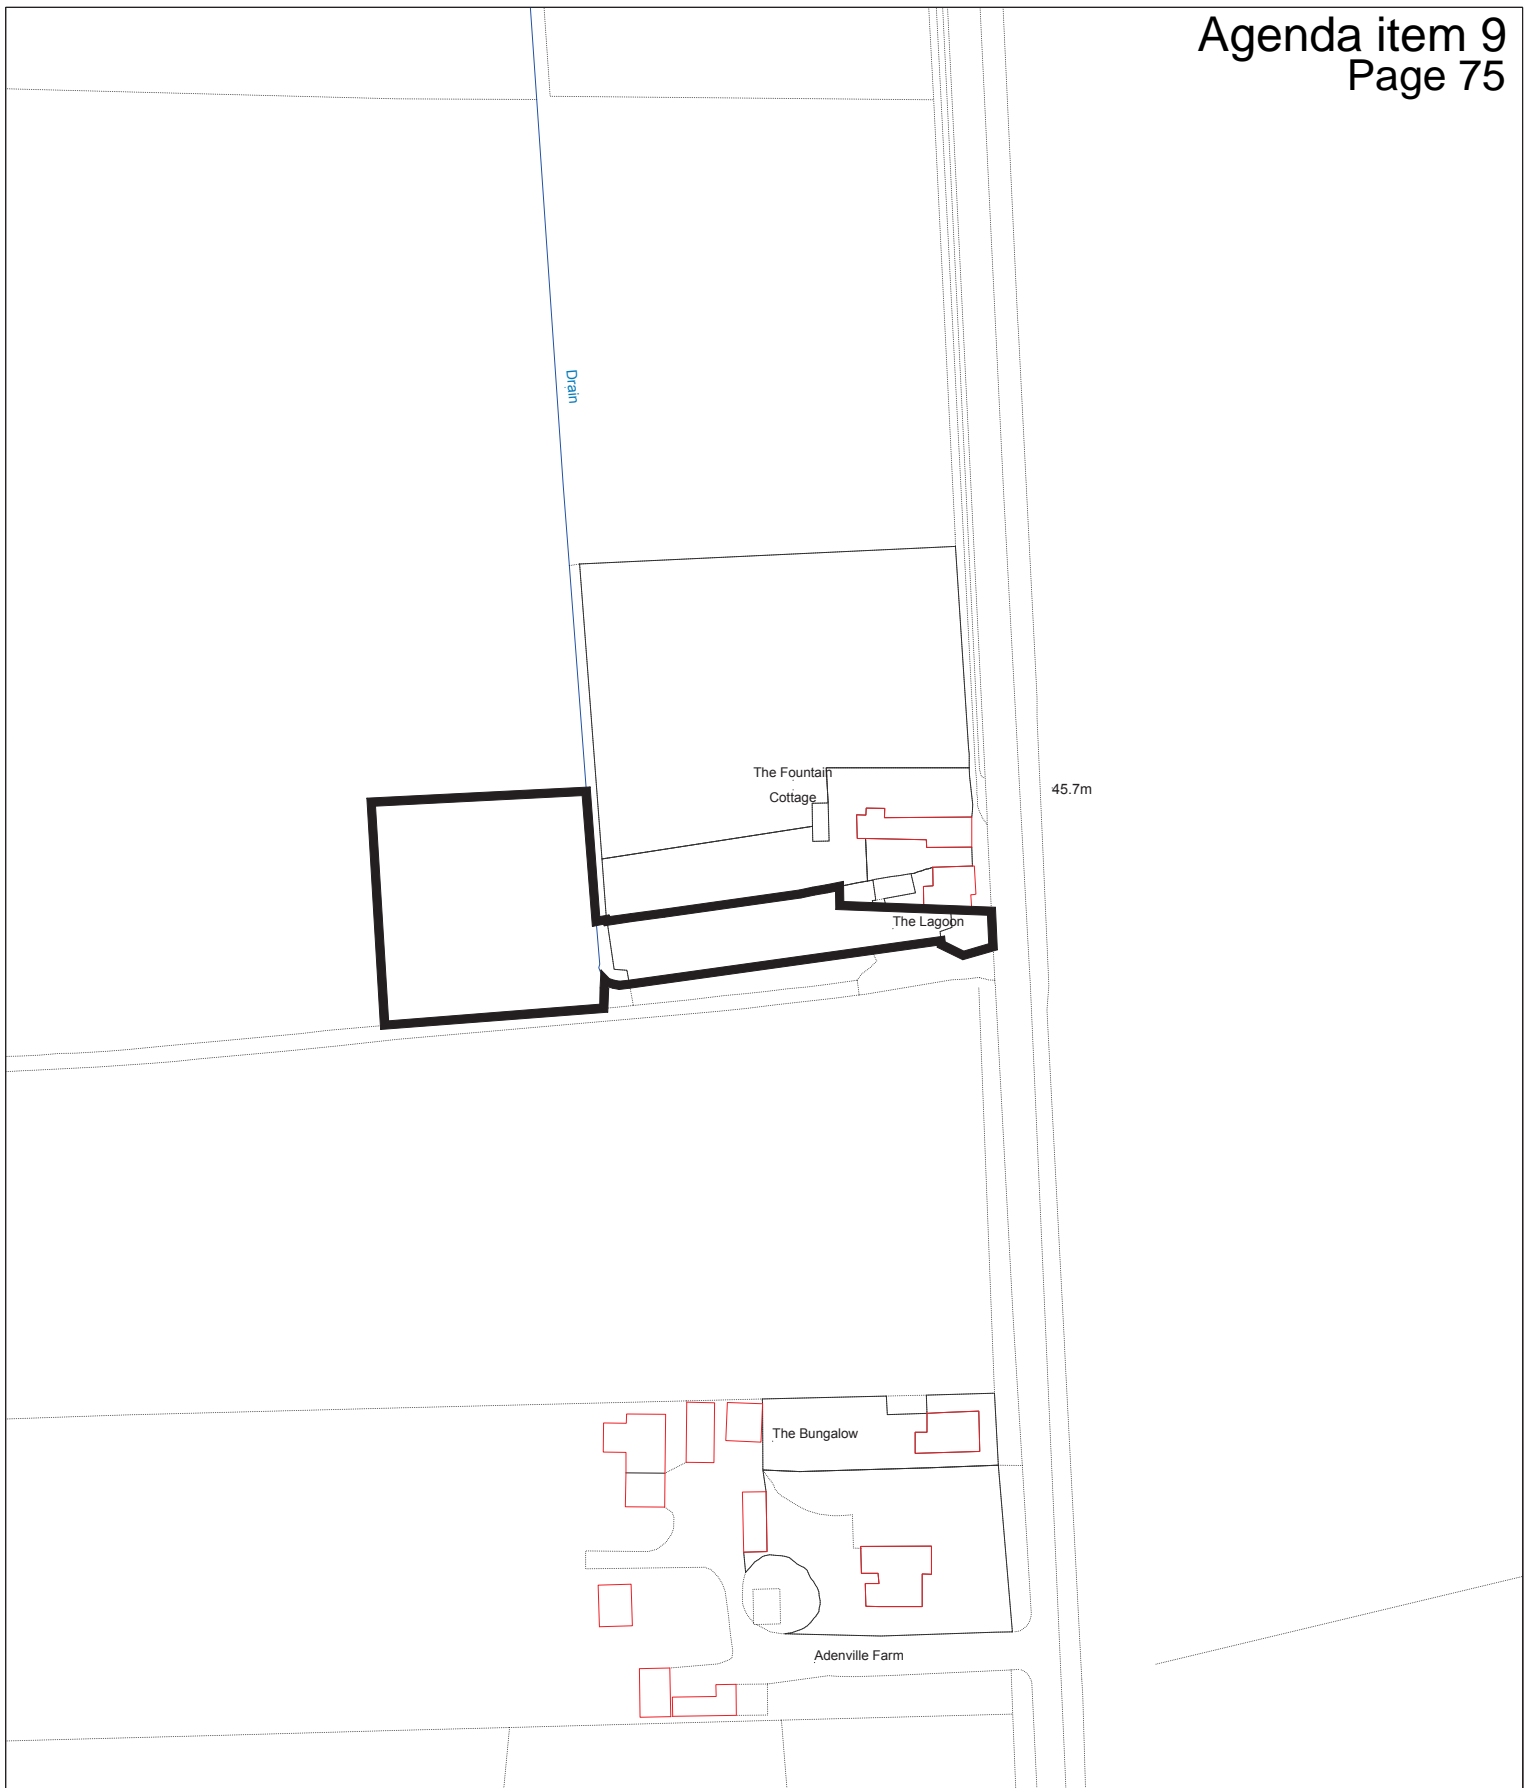 Agenda item 9
Page 75
Drain
The Fountain
Cottage
45.7m
The Lagoon
The Bungalow
Adenville Farm